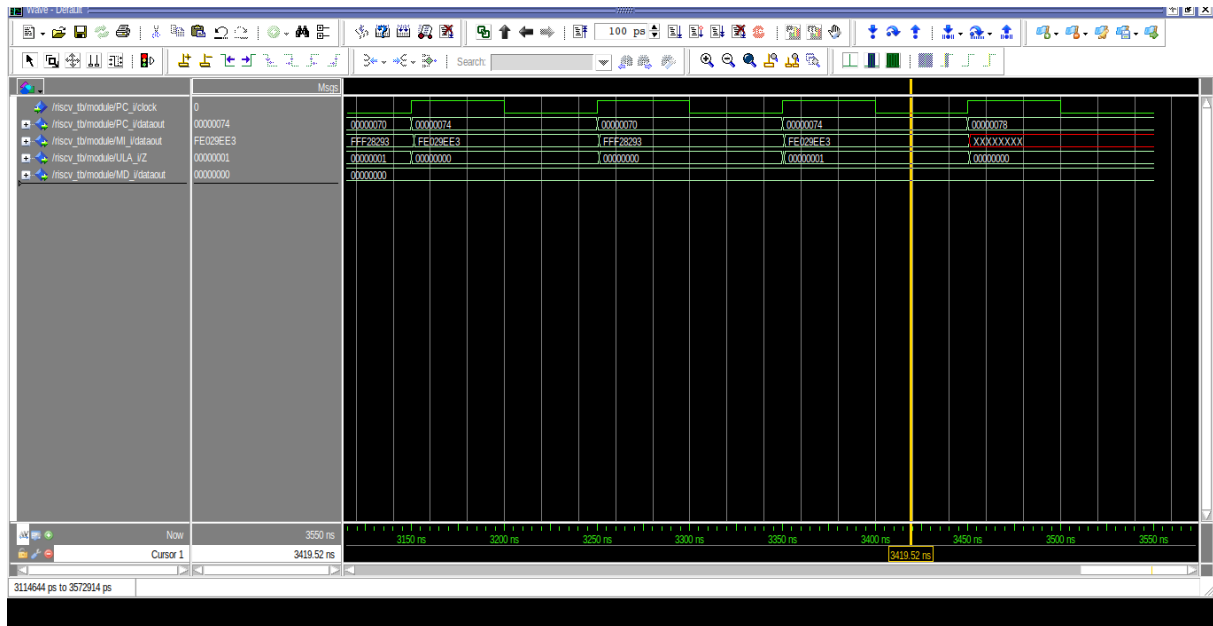 Wave - Default
100 ps
Search:
Msgs
/riscv_tb/module/PC_i/clock 0
/riscv_tb/module/PC_i/dataout 00000074 00000070 00000074 00000070 00000074 00000078
/riscv_tb/module/MI_i/dataout FE029EE3 FFF28293 FE029EE3 FFF28293 FE029EE3 XXXXXXXX
/riscv_tb/module/ULA_i/Z 00000001 00000001 00000000 00000000 00000001 00000000
/riscv_tb/module/MD_i/dataout 00000000 00000000
Now 3550 ns 3150 ns 3200 ns 3250 ns 3300 ns 3350 ns 3400 ns 3450 ns 3500 ns 3550 ns
Cursor 1 3419.52 ns 3419.52 ns
3114644 ps to 3572914 ps